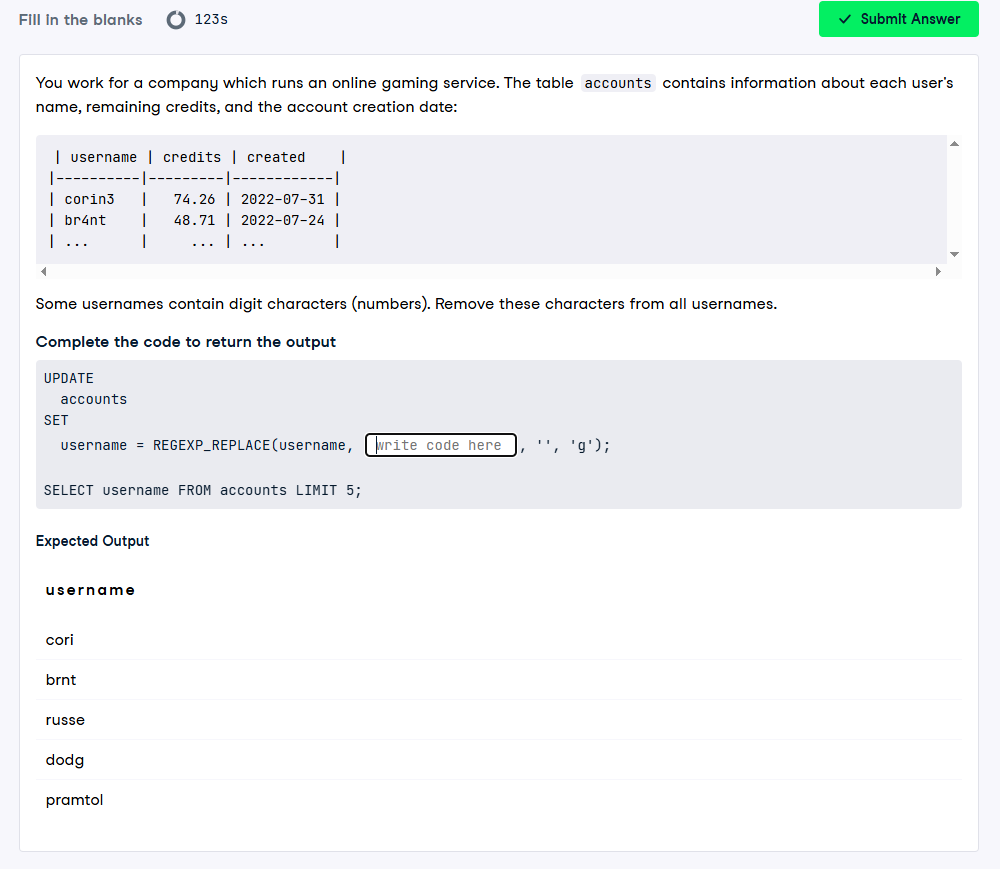 Fill in the blanks 123s Submit Answer
You work for a company which runs an online gaming service. The table accounts contains information about each user's
name, remaining credits, and the account creation date:
| username | credits | created    |
|----------|---------|------------|
| corin3   |   74.26 | 2022-07-31 |
| br4nt    |   48.71 | 2022-07-24 |
| ...      |     ... | ...        |
Some usernames contain digit characters (numbers). Remove these characters from all usernames.
Complete the code to return the output
UPDATE
  accounts
SET
  username = REGEXP_REPLACE(username, write code here , '', 'g');
SELECT username FROM accounts LIMIT 5;
Expected Output
username
cori
brnt
russe
dodg
pramtol